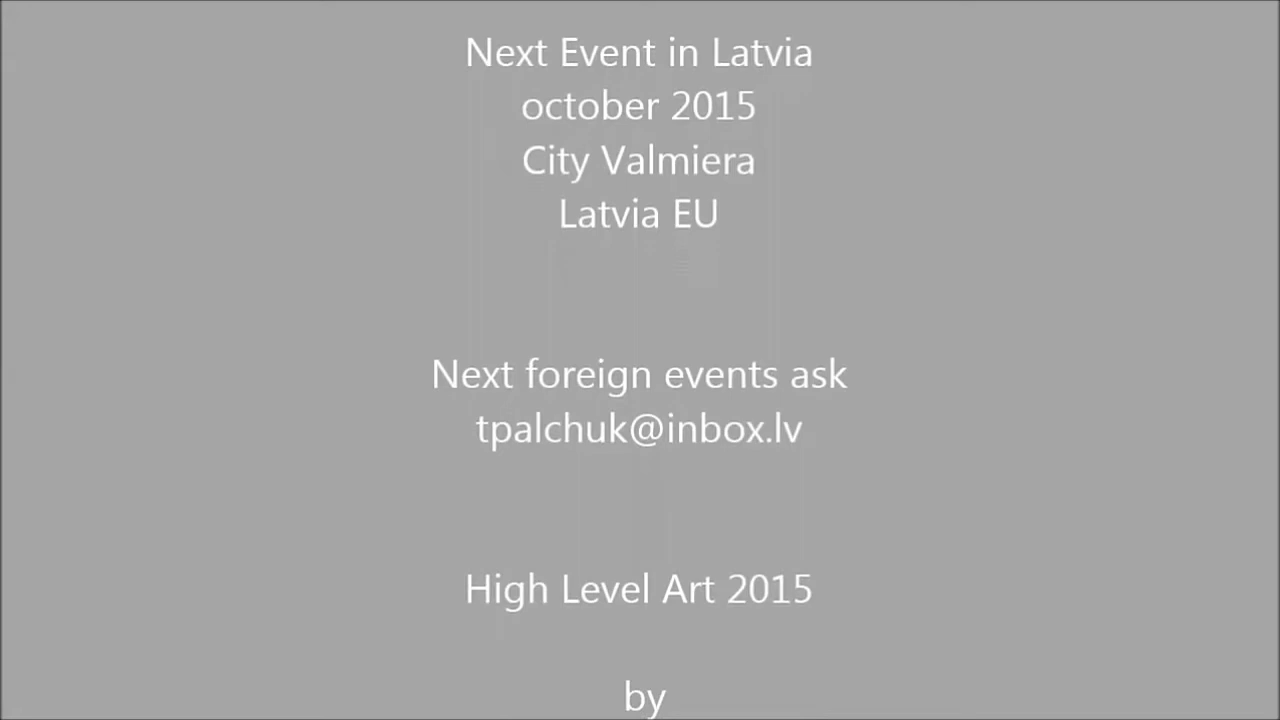 Next Event in Latvia
october 2015
City Valmiera
Latvia EU
Next foreign events ask
tpalchuk@inbox.lv
High Level Art 2015
by